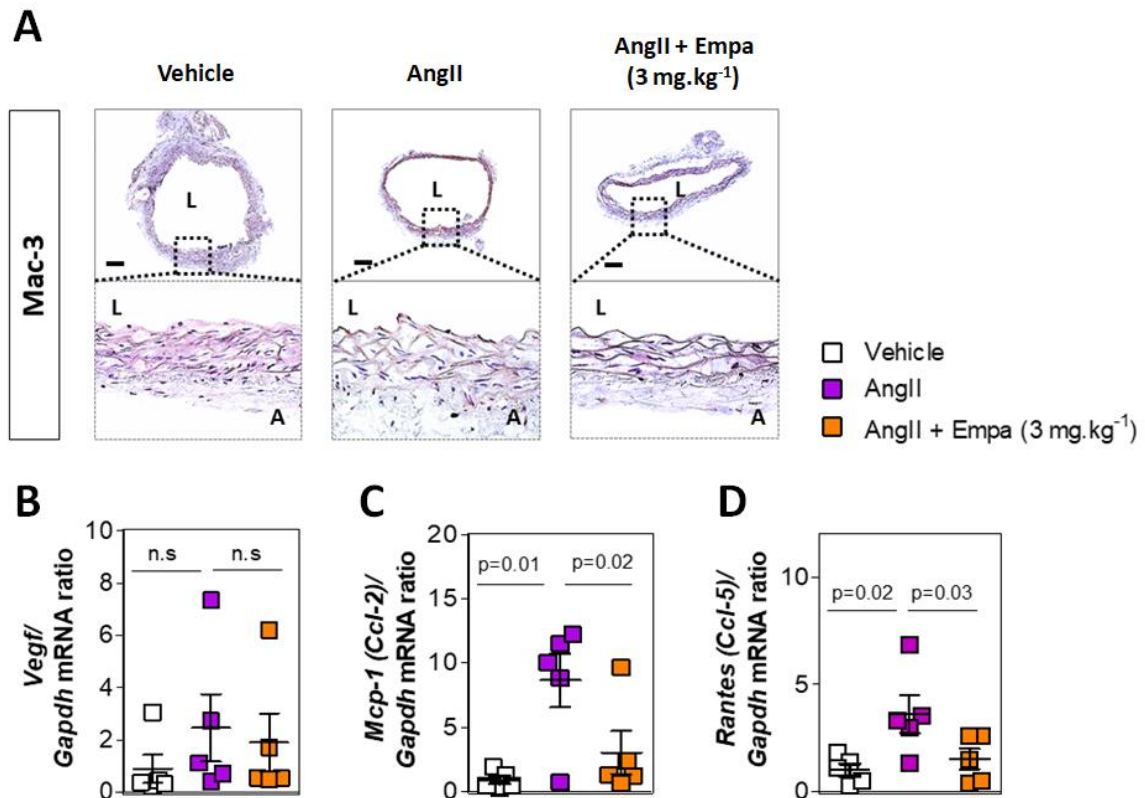 A
Vehicle
AngII
AngII + Empa
(3 mg.kg⁻¹)
Mac-3
L
L
L
L
L
L
A
A
A
Vehicle
AngII
AngII + Empa (3 mg.kg⁻¹)
B
Vegf/
Gapdh mRNA ratio
10
8
6
4
2
0
n.s
n.s
C
Mcp-1 (Ccl-2)/
Gapdh mRNA ratio
20
15
10
5
0
p=0.01
p=0.02
D
Rantes (Ccl-5)/
Gapdh mRNA ratio
10
5
0
p=0.02
p=0.03